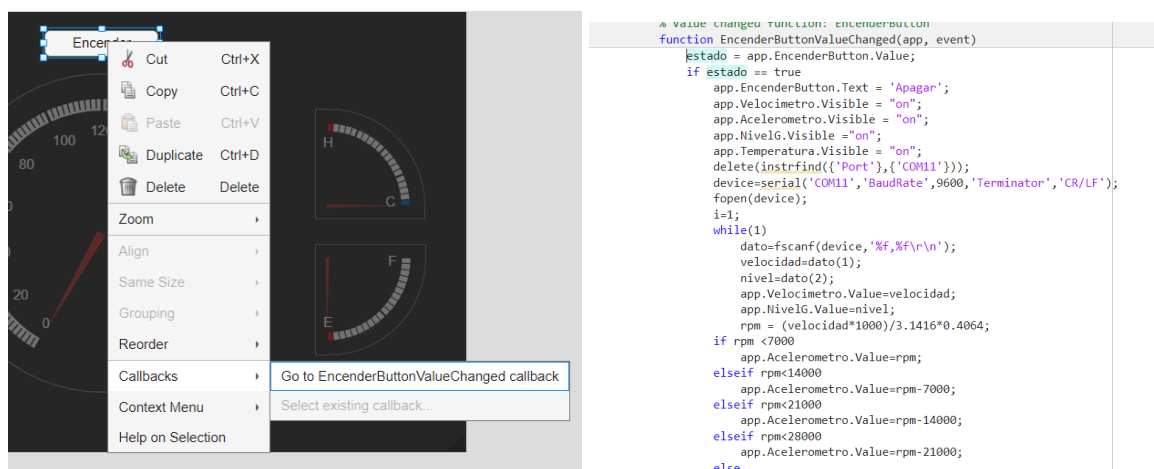 Encender
Cut Ctrl+X
Copy Ctrl+C
Paste Ctrl+V
Duplicate Ctrl+D
Delete Delete
Zoom
Align
Same Size
Grouping
Reorder
Callbacks
Go to EncenderButtonValueChanged callback
Context Menu
Select existing callback...
Help on Selection
120
100
80
20
0
H
C
F
E
% Value changed function: EncenderButton
function EncenderButtonValueChanged(app, event)
estado = app.EncenderButton.Value;
if estado == true
app.EncenderButton.Text = 'Apagar';
app.Velocimetro.Visible = "on";
app.Acelerometro.Visible = "on";
app.NivelG.Visible ="on";
app.Temperatura.Visible = "on";
delete(instrfind({'Port'},{'COM11'}));
device=serial('COM11','BaudRate',9600,'Terminator','CR/LF');
fopen(device);
i=1;
while(1)
dato=fscanf(device,'%f,%f\r\n');
velocidad=dato(1);
nivel=dato(2);
app.Velocimetro.Value=velocidad;
app.NivelG.Value=nivel;
rpm = (velocidad*1000)/3.1416*0.4064;
if rpm <7000
app.Acelerometro.Value=rpm;
elseif rpm<14000
app.Acelerometro.Value=rpm-7000;
elseif rpm<21000
app.Acelerometro.Value=rpm-14000;
elseif rpm<28000
app.Acelerometro.Value=rpm-21000;
else